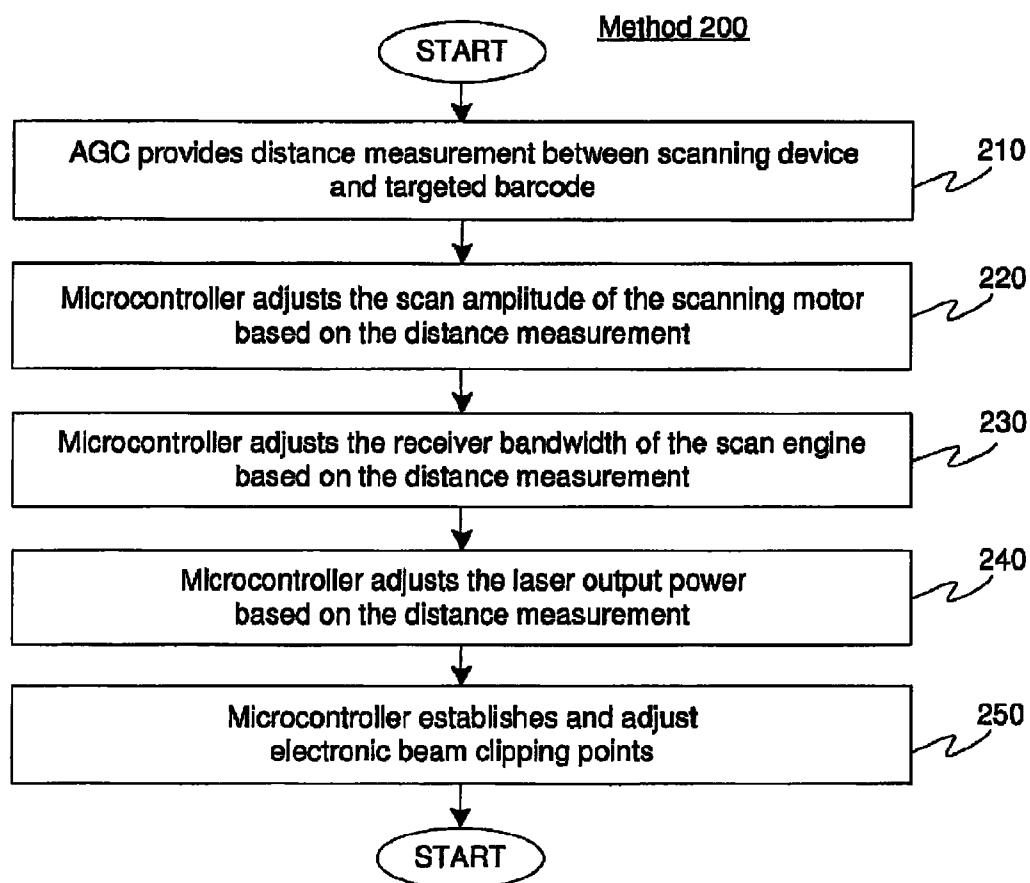 Method 200
START
AGC provides distance measurement between scanning device
and targeted barcode
210
Microcontroller adjusts the scan amplitude of the scanning motor
based on the distance measurement
220
Microcontroller adjusts the receiver bandwidth of the scan engine
based on the distance measurement
230
Microcontroller adjusts the laser output power
based on the distance measurement
240
Microcontroller establishes and adjust
electronic beam clipping points
250
START